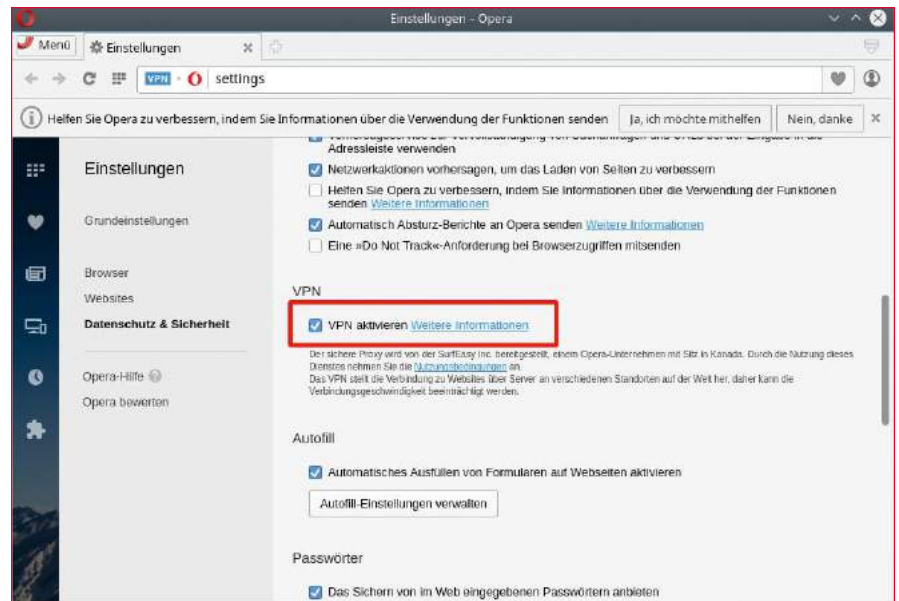 Einstellungen - Opera
Menü
Einstellungen
VPN
settings
Helfen Sie Opera zu verbessern, indem Sie Informationen über die Verwendung der Funktionen senden
Ja, ich möchte mithelfen
Nein, danke
Einstellungen
Grundeinstellungen
Browser
Websites
Datenschutz & Sicherheit
Opera-Hilfe
Opera bewerten
Adressleiste verwenden
Netzwerkaktionen vorhersagen, um das Laden von Seiten zu verbessern
Helfen Sie Opera zu verbessern, indem Sie Informationen über die Verwendung der Funktionen
senden Weitere Informationen
Automatisch Absturz-Berichte an Opera senden Weitere Informationen
Eine »Do Not Track«-Anforderung bei Browserzugriffen mitsenden
VPN
VPN aktivieren Weitere Informationen
Der sichere Proxy wird von der SurfEasy Inc. bereitgestellt, einem Opera-Unternehmen mit Sitz in Kanada. Durch die Nutzung dieses
Dienstes nehmen Sie die Nutzungsbedingungen an.
Das VPN stellt die Verbindung zu Websites über Server an verschiedenen Standorten auf der Welt her, daher kann die
Verbindungsgeschwindigkeit beeinträchtigt werden.
Autofill
Automatisches Ausfüllen von Formularen auf Webseiten aktivieren
Autofill-Einstellungen verwalten
Passwörter
Das Sichern von im Web eingegebenen Passwörtern anbieten